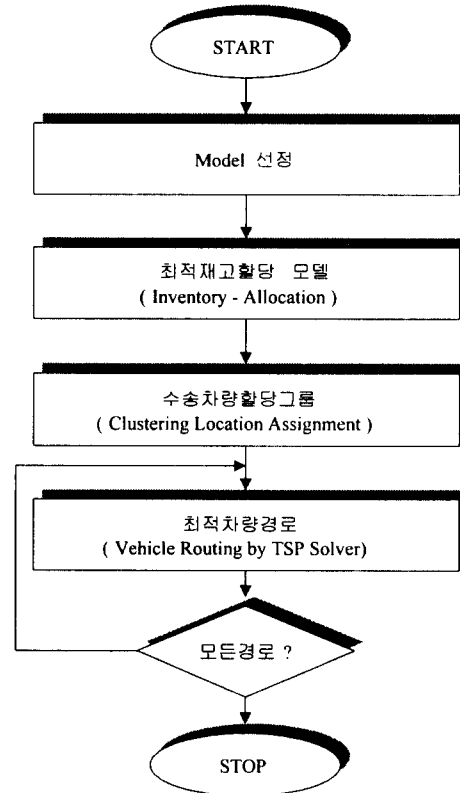 START
Model 선정
최적재고할당 모델
( Inventory - Allocation )
수송차량할당그룹
( Clustering Location Assignment )
최적차량경로
( Vehicle Routing by TSP Solver)
모든경로 ?
STOP